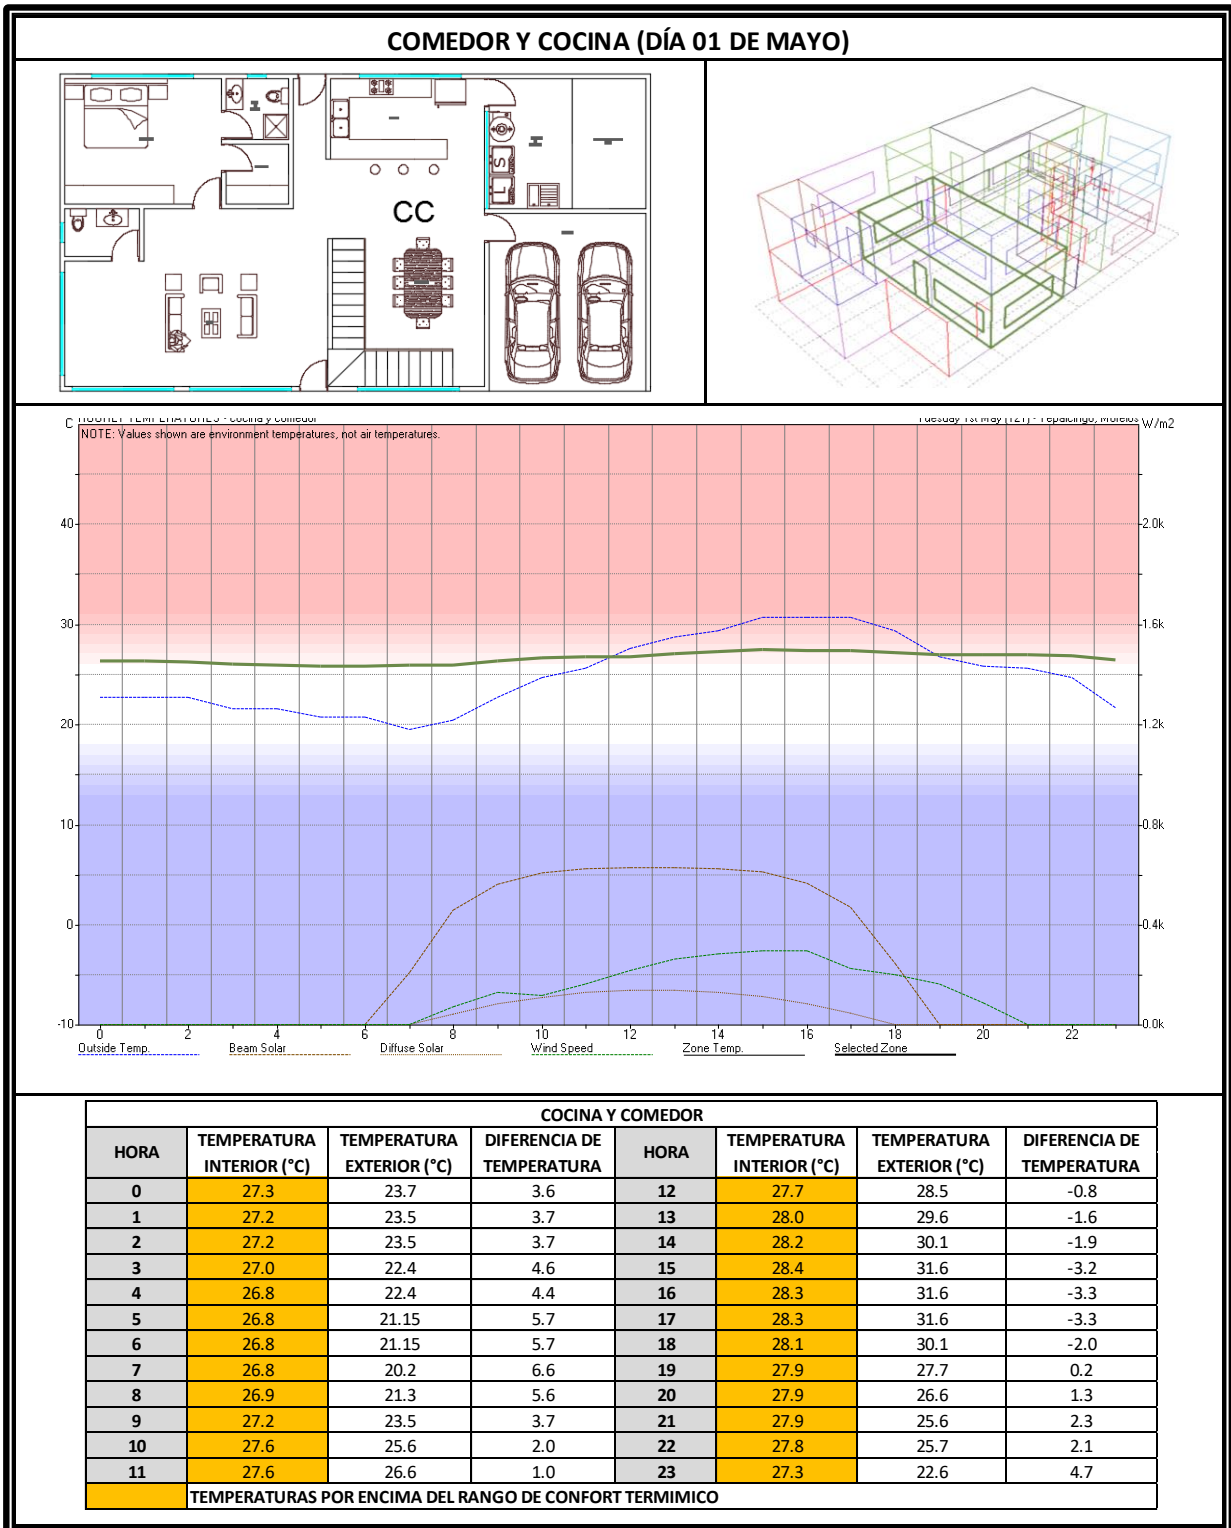 COMEDOR Y COCINA (DÍA 01 DE MAYO)
CC
S
L
C
HOURLY TEMPERATURES - Cocina y comedor
Tuesday 1st May (121) - Tepalcingo, Morelos
W/m2
NOTE: Values shown are environment temperatures, not air temperatures.
40
2.0k
30
1.6k
20
1.2k
10
0.8k
0
0.4k
-10
0.0k
0 2 4 6 8 10 12 14 16 18 20 22
Outside Temp. Beam Solar Diffuse Solar Wind Speed Zone Temp. Selected Zone
COCINA Y COMEDOR
HORA TEMPERATURA INTERIOR (°C) TEMPERATURA EXTERIOR (°C) DIFERENCIA DE TEMPERATURA HORA TEMPERATURA INTERIOR (°C) TEMPERATURA EXTERIOR (°C) DIFERENCIA DE TEMPERATURA
0 27.3 23.7 3.6 12 27.7 28.5 -0.8
1 27.2 23.5 3.7 13 28.0 29.6 -1.6
2 27.2 23.5 3.7 14 28.2 30.1 -1.9
3 27.0 22.4 4.6 15 28.4 31.6 -3.2
4 26.8 22.4 4.4 16 28.3 31.6 -3.3
5 26.8 21.15 5.7 17 28.3 31.6 -3.3
6 26.8 21.15 5.7 18 28.1 30.1 -2.0
7 26.8 20.2 6.6 19 27.9 27.7 0.2
8 26.9 21.3 5.6 20 27.9 26.6 1.3
9 27.2 23.5 3.7 21 27.9 25.6 2.3
10 27.6 25.6 2.0 22 27.8 25.7 2.1
11 27.6 26.6 1.0 23 27.3 22.6 4.7
TEMPERATURAS POR ENCIMA DEL RANGO DE CONFORT TERMIMICO